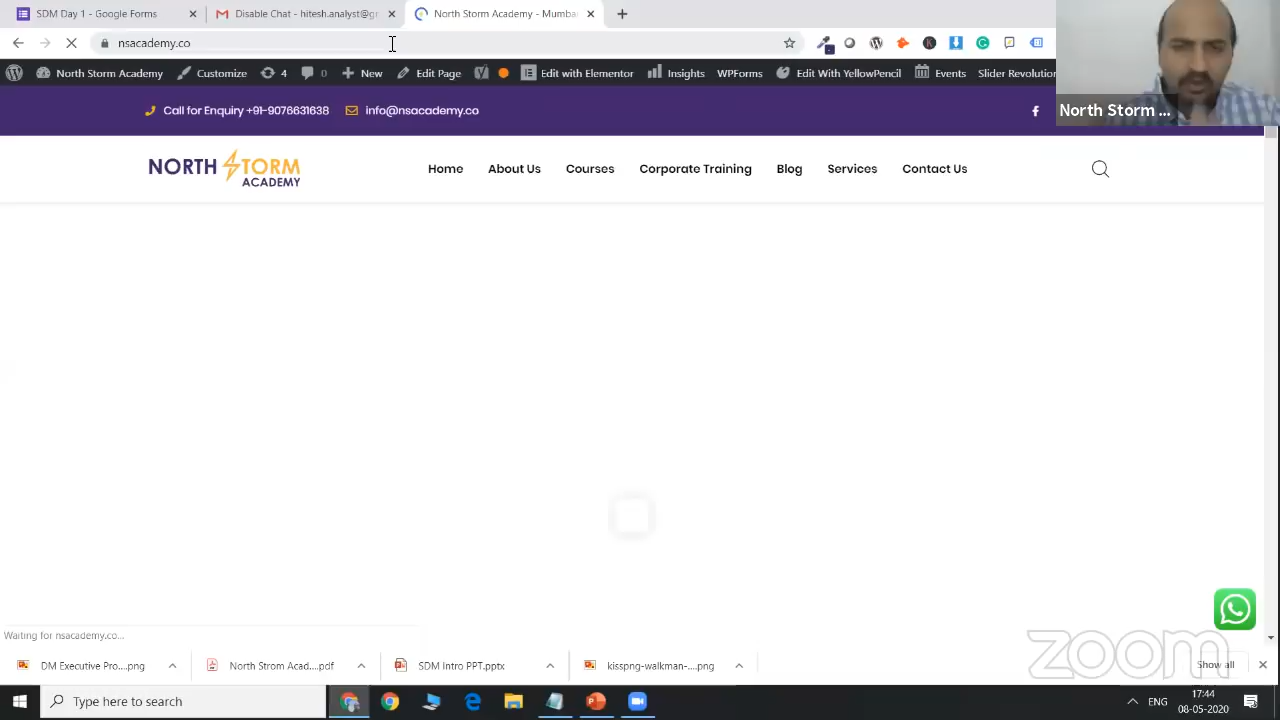 SDM Day 1 - Google Forms
Disable Chat - hitesh.analyst@gr
North Storm Day 1 - Mumba
nsacademy.co
North Storm Academy
Customize
4
0
New
Edit Page
Edit with Elementor
Insights
WPForms
Edit With YellowPencil
Events
Slider Revolution
North Storm ...
Call for Enquiry +91-9076631638
info@nsacademy.co
NORTH STORM
ACADEMY
Home
About Us
Courses
Corporate Training
Blog
Services
Contact Us
Waiting for nsacademy.co...
zoom
DM Executive Pro....png
North Strom Acad....pdf
SDM Intro PPT.pptx
kisspng-walkman-....png
Show all
Type here to search
ENG
17:44
08-05-2020